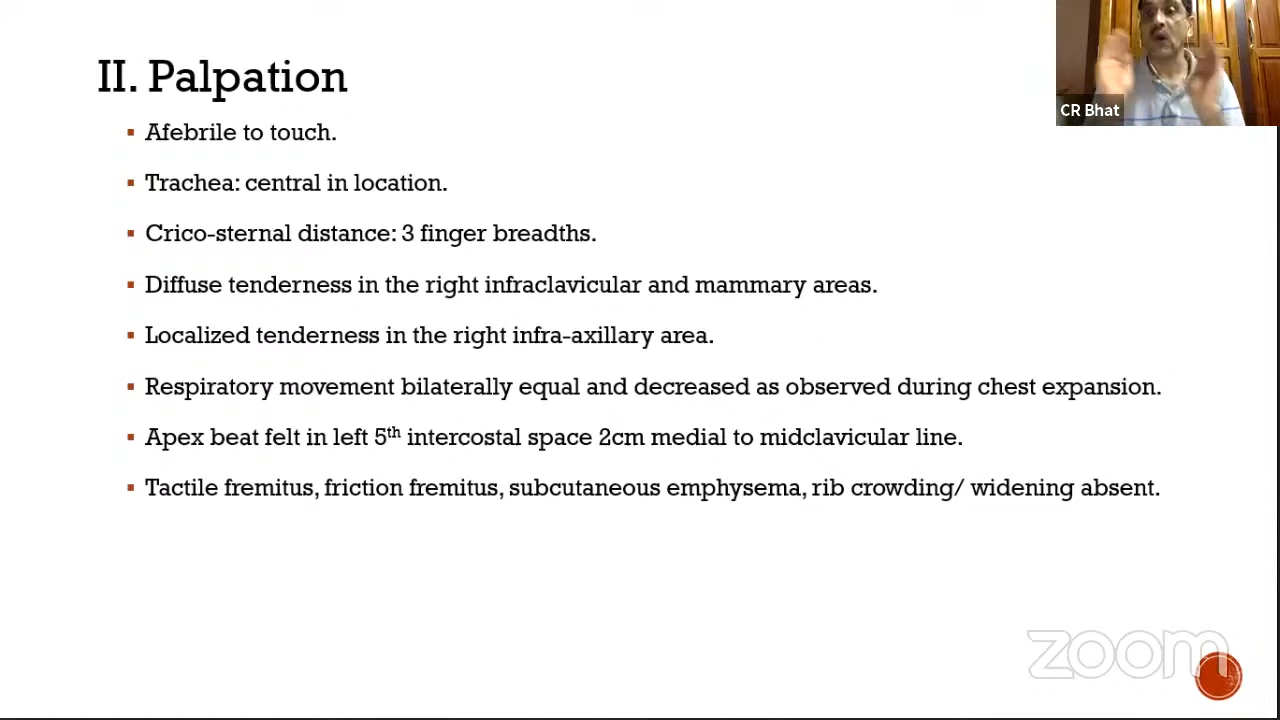 II. Palpation
CR Bhat
▪ Afebrile to touch.
▪ Trachea: central in location.
▪ Crico-sternal distance: 3 finger breadths.
▪ Diffuse tenderness in the right infraclavicular and mammary areas.
▪ Localized tenderness in the right infra-axillary area.
▪ Respiratory movement bilaterally equal and decreased as observed during chest expansion.
▪ Apex beat felt in left 5th intercostal space 2cm medial to midclavicular line.
▪ Tactile fremitus, friction fremitus, subcutaneous emphysema, rib crowding/ widening absent.
zoom